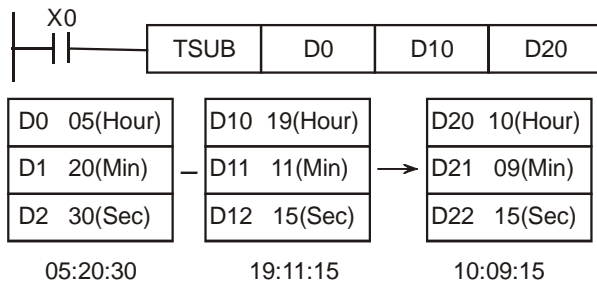 X0
TSUB D0 D10 D20
D0 05(Hour) D10 19(Hour) D20 10(Hour)
D1 20(Min) – D11 11(Min) → D21 09(Min)
D2 30(Sec) D12 15(Sec) D22 15(Sec)
05:20:30 19:11:15 10:09:15